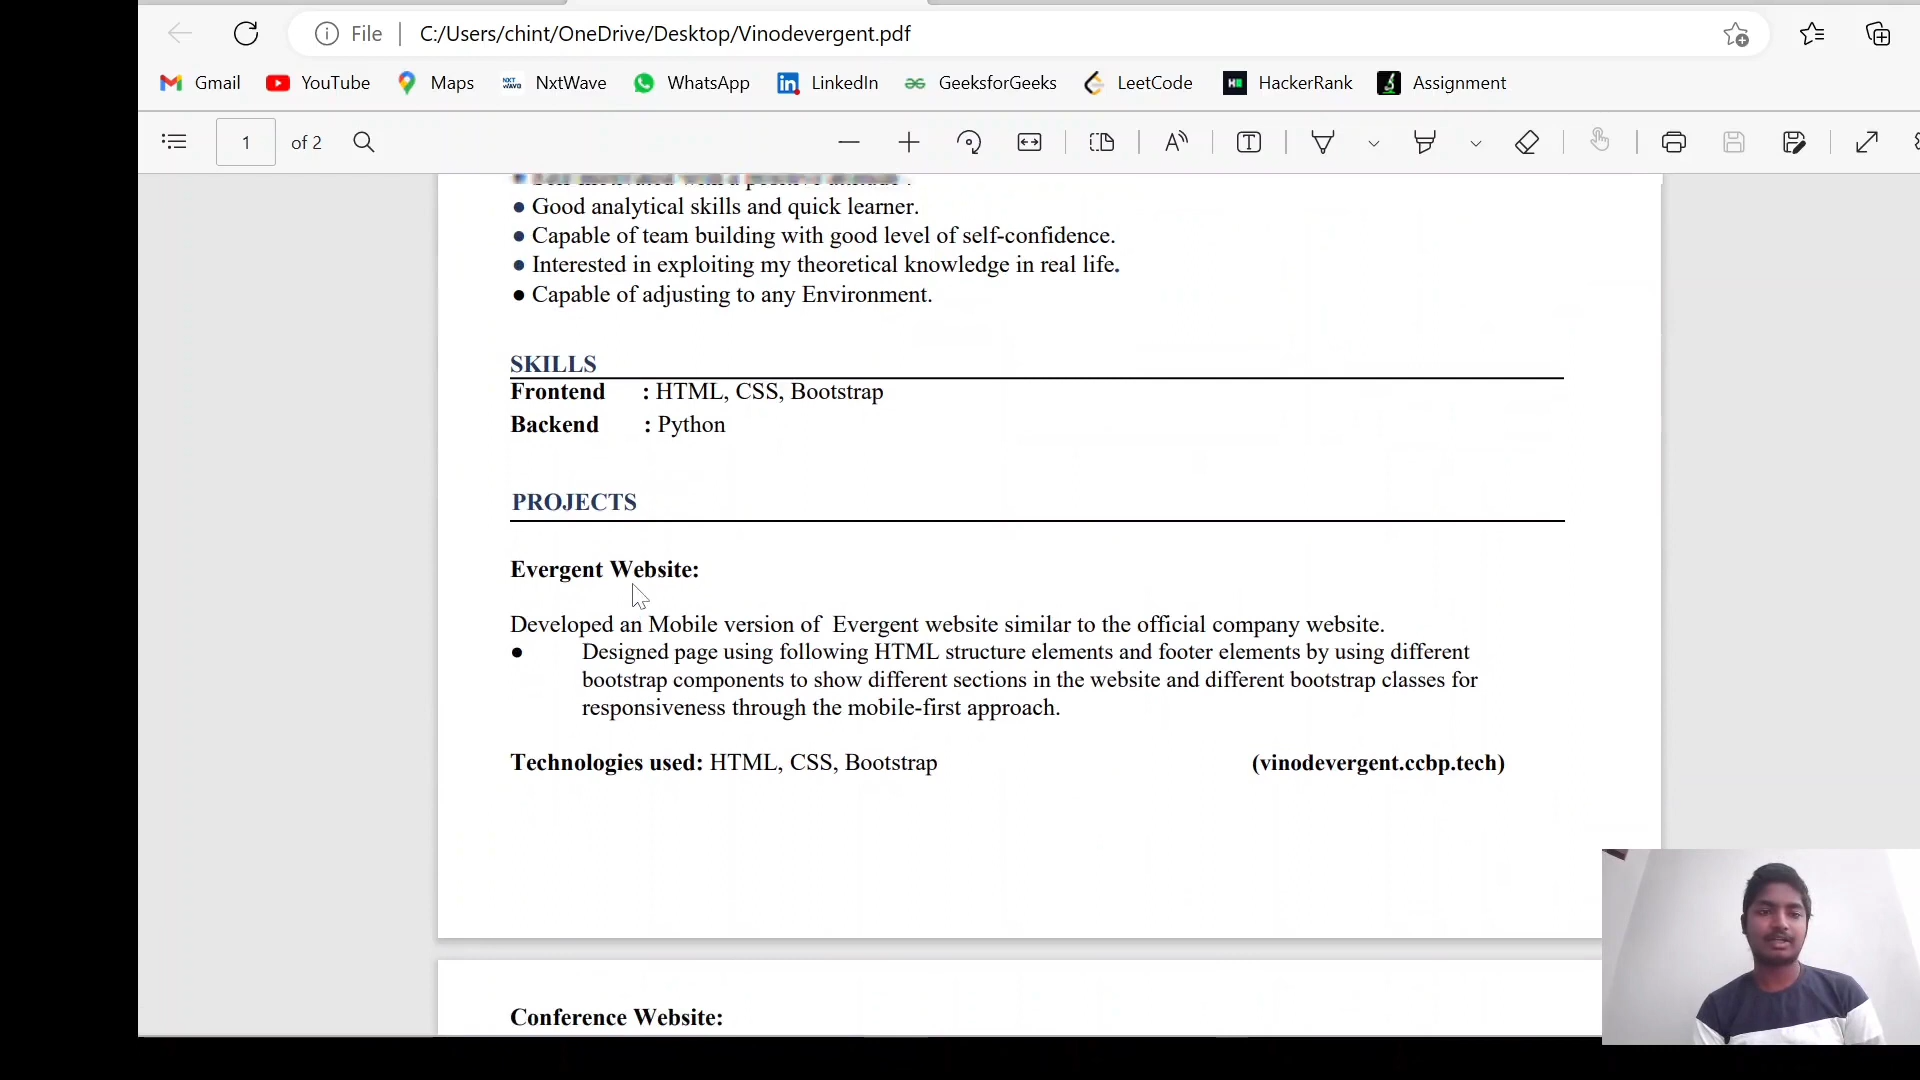 File C:/Users/chint/OneDrive/Desktop/Vinodevergent.pdf
Gmail YouTube Maps NxtWave WhatsApp LinkedIn GeeksforGeeks LeetCode HackerRank Assignment
1 of 2
● Good analytical skills and quick learner.
● Capable of team building with good level of self-confidence.
● Interested in exploiting my theoretical knowledge in real life.
● Capable of adjusting to any Environment.
SKILLS
Frontend : HTML, CSS, Bootstrap
Backend : Python
PROJECTS
Evergent Website:
Developed an Mobile version of Evergent website similar to the official company website.
● Designed page using following HTML structure elements and footer elements by using different
bootstrap components to show different sections in the website and different bootstrap classes for
responsiveness through the mobile-first approach.
Technologies used: HTML, CSS, Bootstrap (vinodevergent.ccbp.tech)
Conference Website: